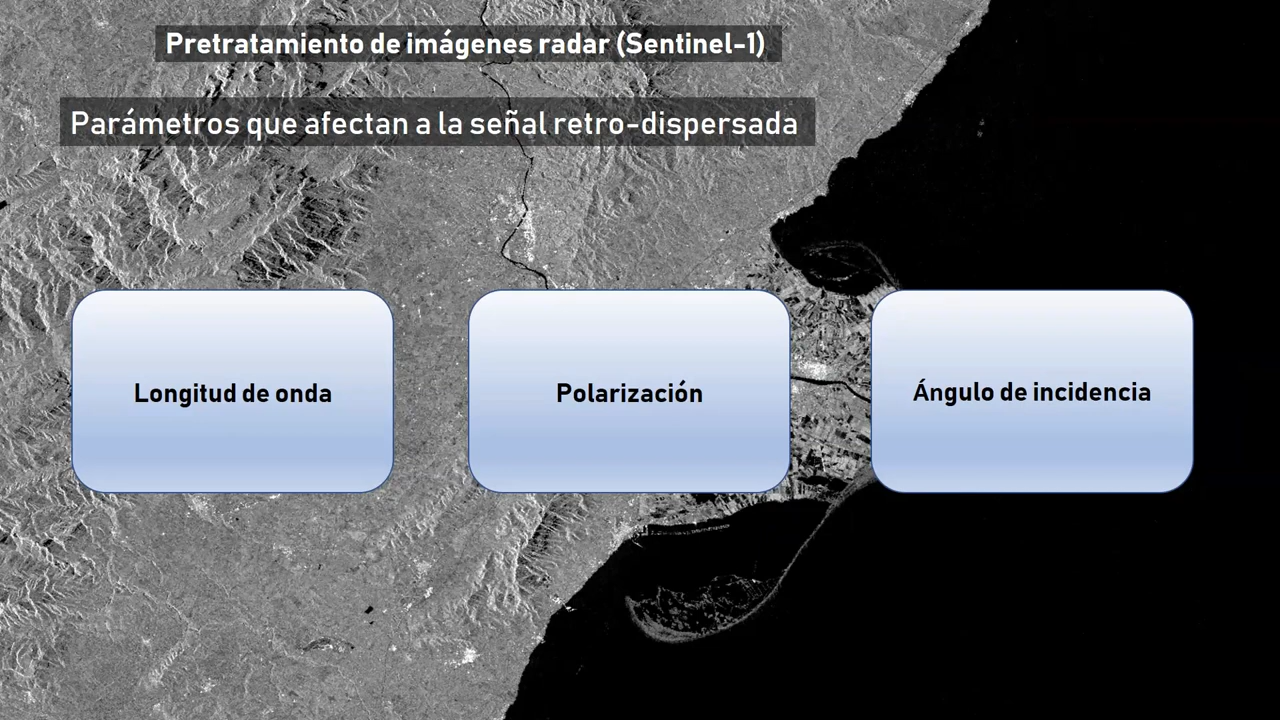 Pretratamiento de imágenes radar (Sentinel-1)
Parámetros que afectan a la señal retro-dispersada
Longitud de onda
Polarización
Ángulo de incidencia